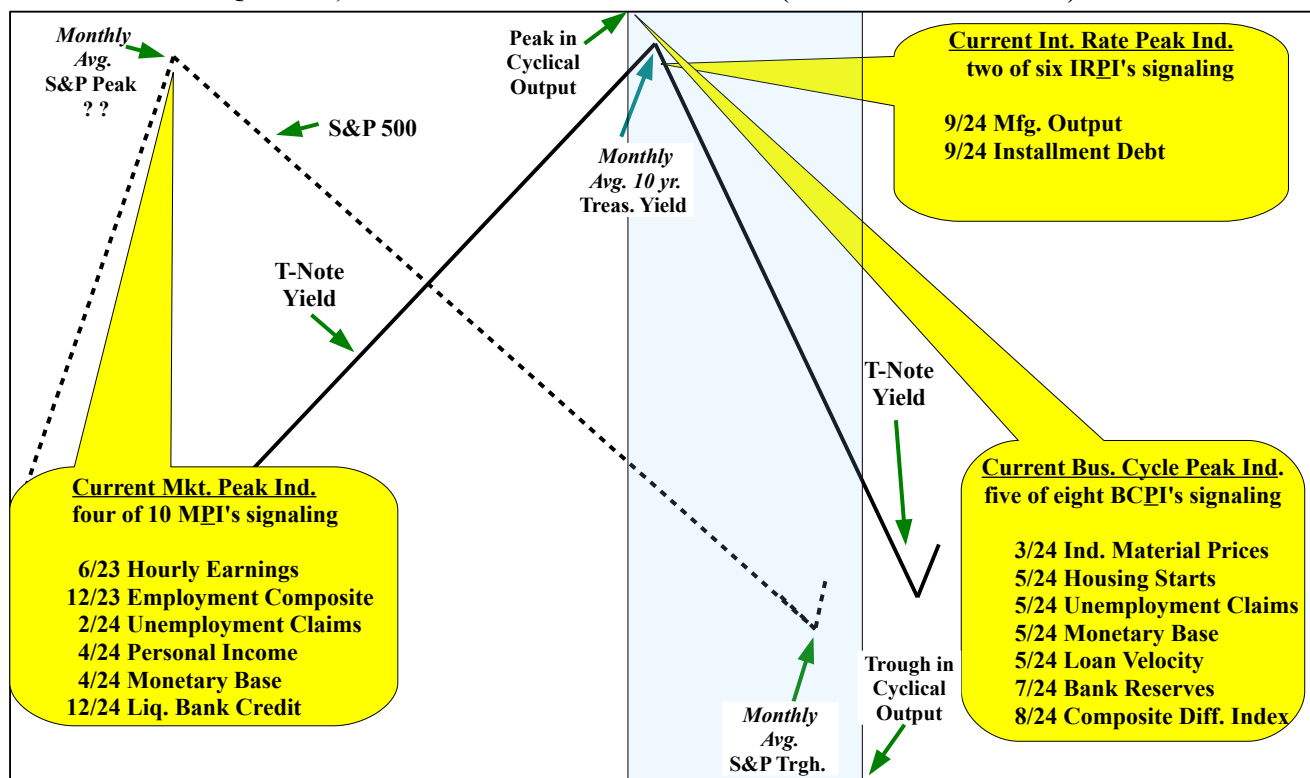 Monthly
Avg.
S&P Peak
? ?
S&P 500
Peak in
Cyclical
Output
Monthly
Avg. 10 yr.
Treas. Yield
Current Int. Rate Peak Ind.
two of six IRPI's signaling
9/24 Mfg. Output
9/24 Installment Debt
T-Note
Yield
T-Note
Yield
Current Mkt. Peak Ind.
four of 10 MPI's signaling
6/23 Hourly Earnings
12/23 Employment Composite
2/24 Unemployment Claims
4/24 Personal Income
4/24 Monetary Base
12/24 Liq. Bank Credit
Monthly
Avg.
S&P Trgh.
Trough in
Cyclical
Output
Current Bus. Cycle Peak Ind.
five of eight BCPI's signaling
3/24 Ind. Material Prices
5/24 Housing Starts
5/24 Unemployment Claims
5/24 Monetary Base
5/24 Loan Velocity
7/24 Bank Reserves
8/24 Composite Diff. Index